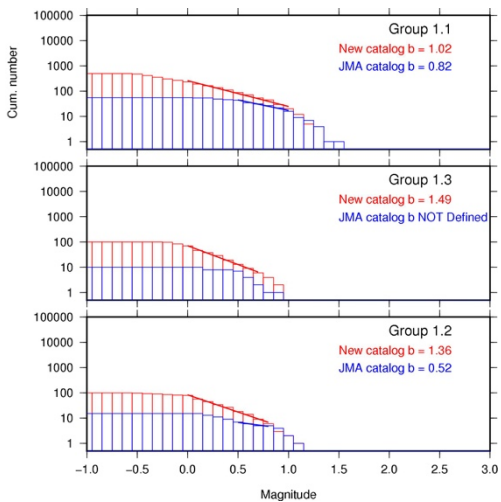 Cum. number
100000
10000
1000
100
10
1
Group 1.1
New catalog b = 1.02
JMA catalog b = 0.82
100000
10000
1000
100
10
1
Group 1.3
New catalog b = 1.49
JMA catalog b NOT Defined
100000
10000
1000
100
10
1
Group 1.2
New catalog b = 1.36
JMA catalog b = 0.52
−1.0 −0.5 0.0 0.5 1.0 1.5 2.0 2.5 3.0
Magnitude